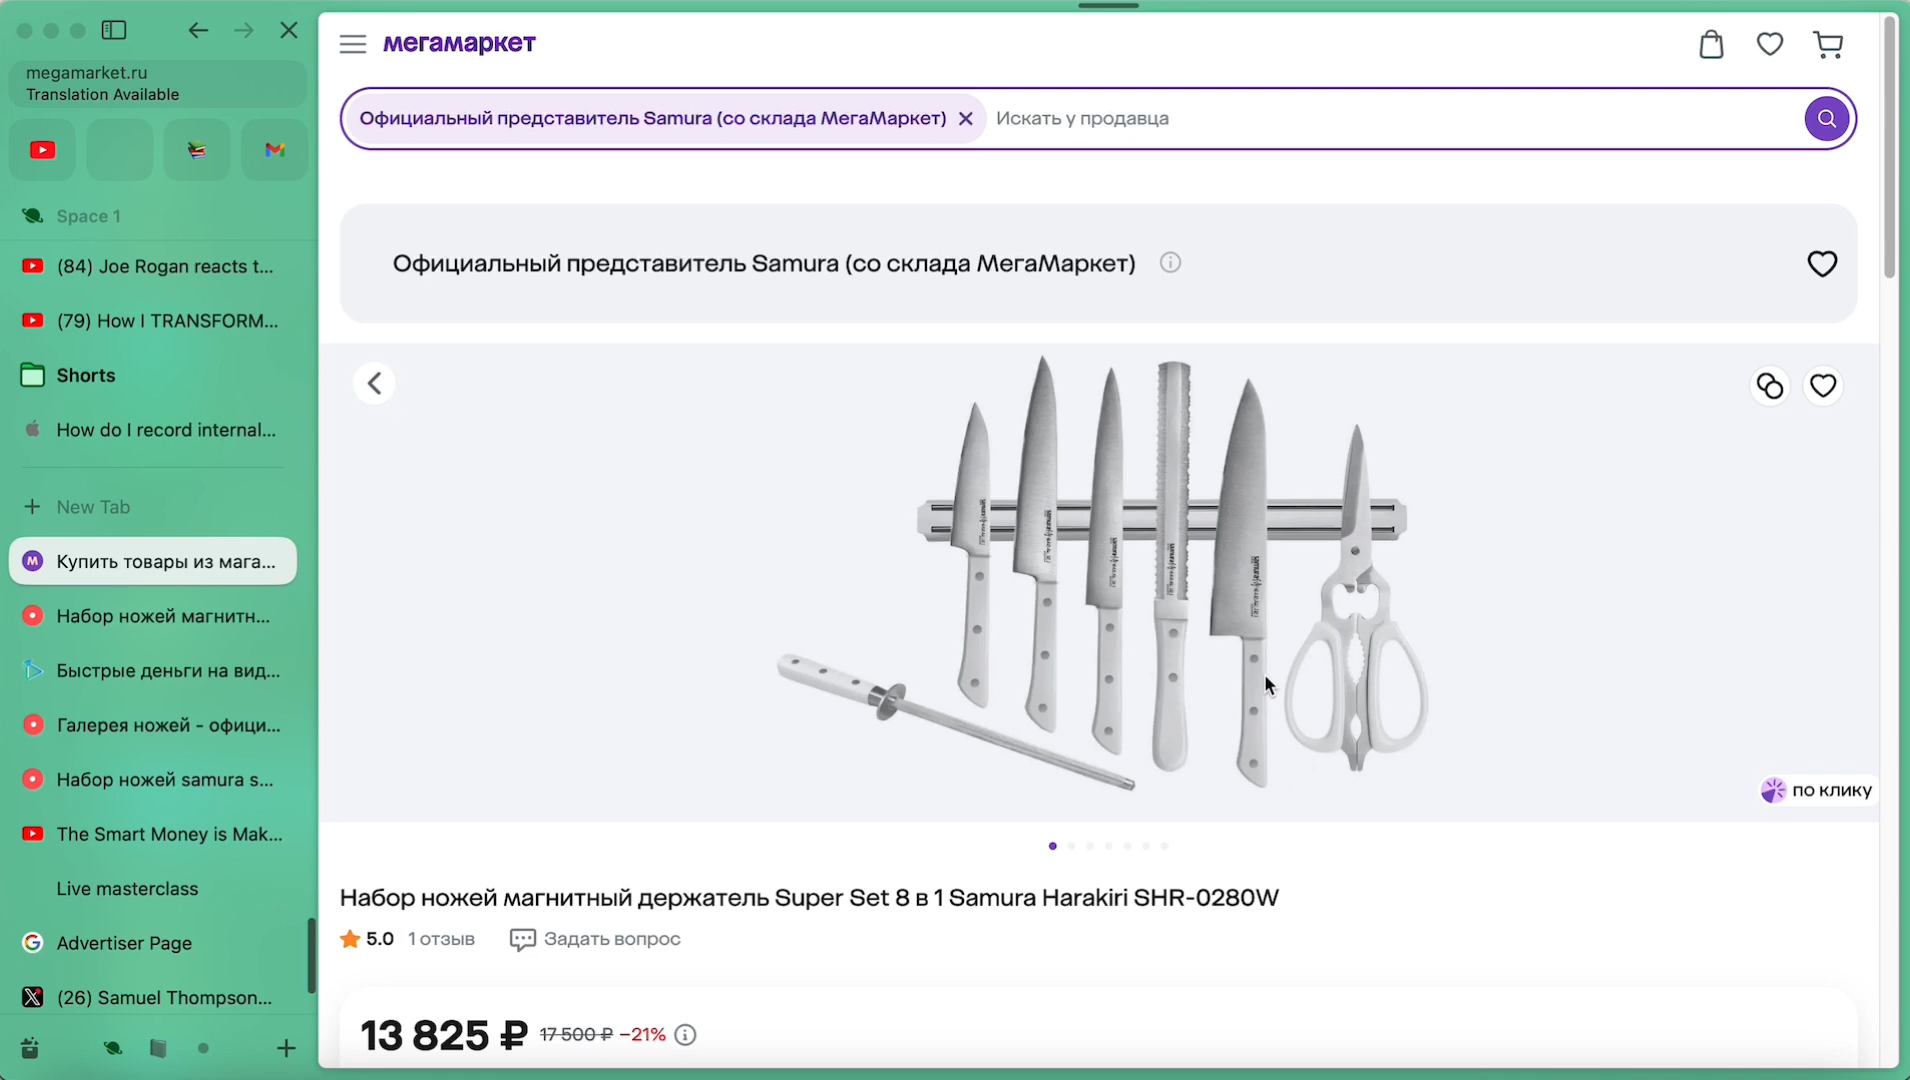 megamarket.ru
Translation Available
Space 1
(84) Joe Rogan reacts t...
(79) How I TRANSFORM...
Shorts
How do I record internal...
New Tab
Купить товары из мага...
Набор ножей магнитн...
Быстрые деньги на вид...
Галерея ножей - офици...
Набор ножей samura s...
The Smart Money is Mak...
Live masterclass
Advertiser Page
(26) Samuel Thompson...
мегамаркет
Официальный представитель Samura (со склада МегаМаркет) Искать у продавца
Официальный представитель Samura (со склада МегаМаркет)
по клику
Набор ножей магнитный держатель Super Set 8 в 1 Samura Harakiri SHR-0280W
5.0 1 отзыв Задать вопрос
13 825 ₽ 17 500 ₽ −21%